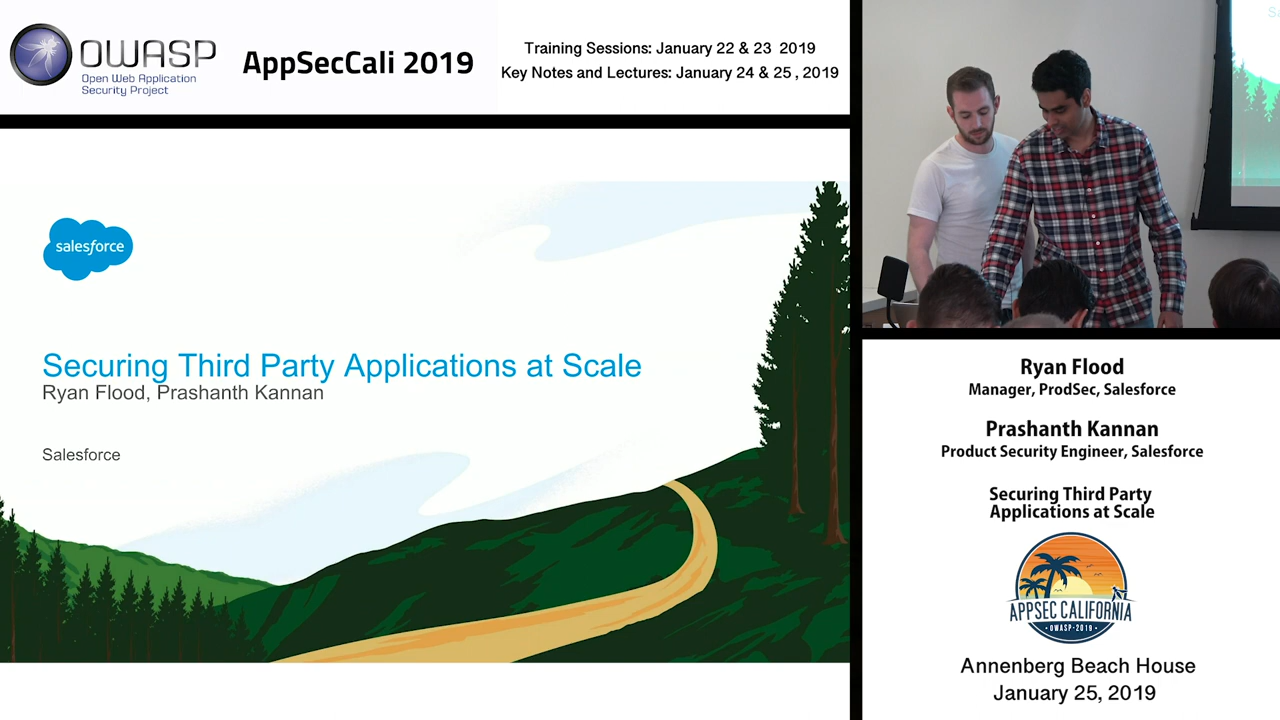 OWASP
Open Web Application
Security Project
AppSecCali 2019
Training Sessions: January 22 & 23 2019
Key Notes and Lectures: January 24 & 25, 2019
salesforce
Securing Third Party Applications at Scale
Ryan Flood, Prashanth Kannan
Salesforce
Ryan Flood
Manager, ProdSec, Salesforce
Prashanth Kannan
Product Security Engineer, Salesforce
Securing Third Party
Applications at Scale
APPSEC CALIFORNIA
• OWASP-2019 •
Annenberg Beach House
January 25, 2019